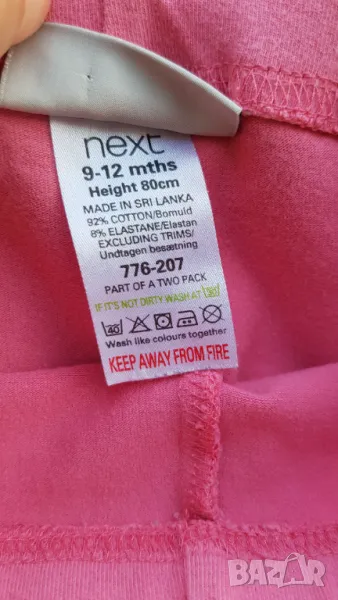 next
9-12 mths
Height 80cm
MADE IN SRI LANKA
92% COTTON/Bomuld
8% ELASTANE/Elastan
EXCLUDING TRIMS/
Undtagen besætning
776-207
PART OF A TWO PACK
IF IT'S NOT DIRTY WASH AT 30
40
Wash like colours together
KEEP AWAY FROM FIRE
BAZAR